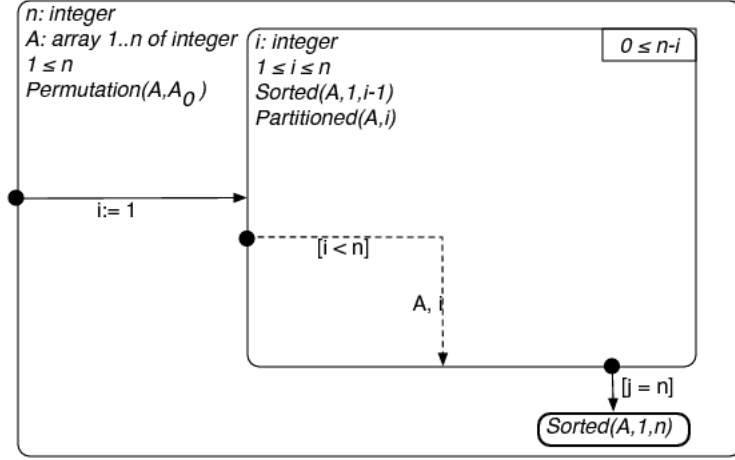 n: integer
A: array 1..n of integer
1 ≤ n
Permutation(A,A₀ )
i: integer
1 ≤ i ≤ n
Sorted(A,1,i-1)
Partitioned(A,i)
0 ≤ n-i
i:= 1
[i < n]
A, i
[j = n]
Sorted(A,1,n)